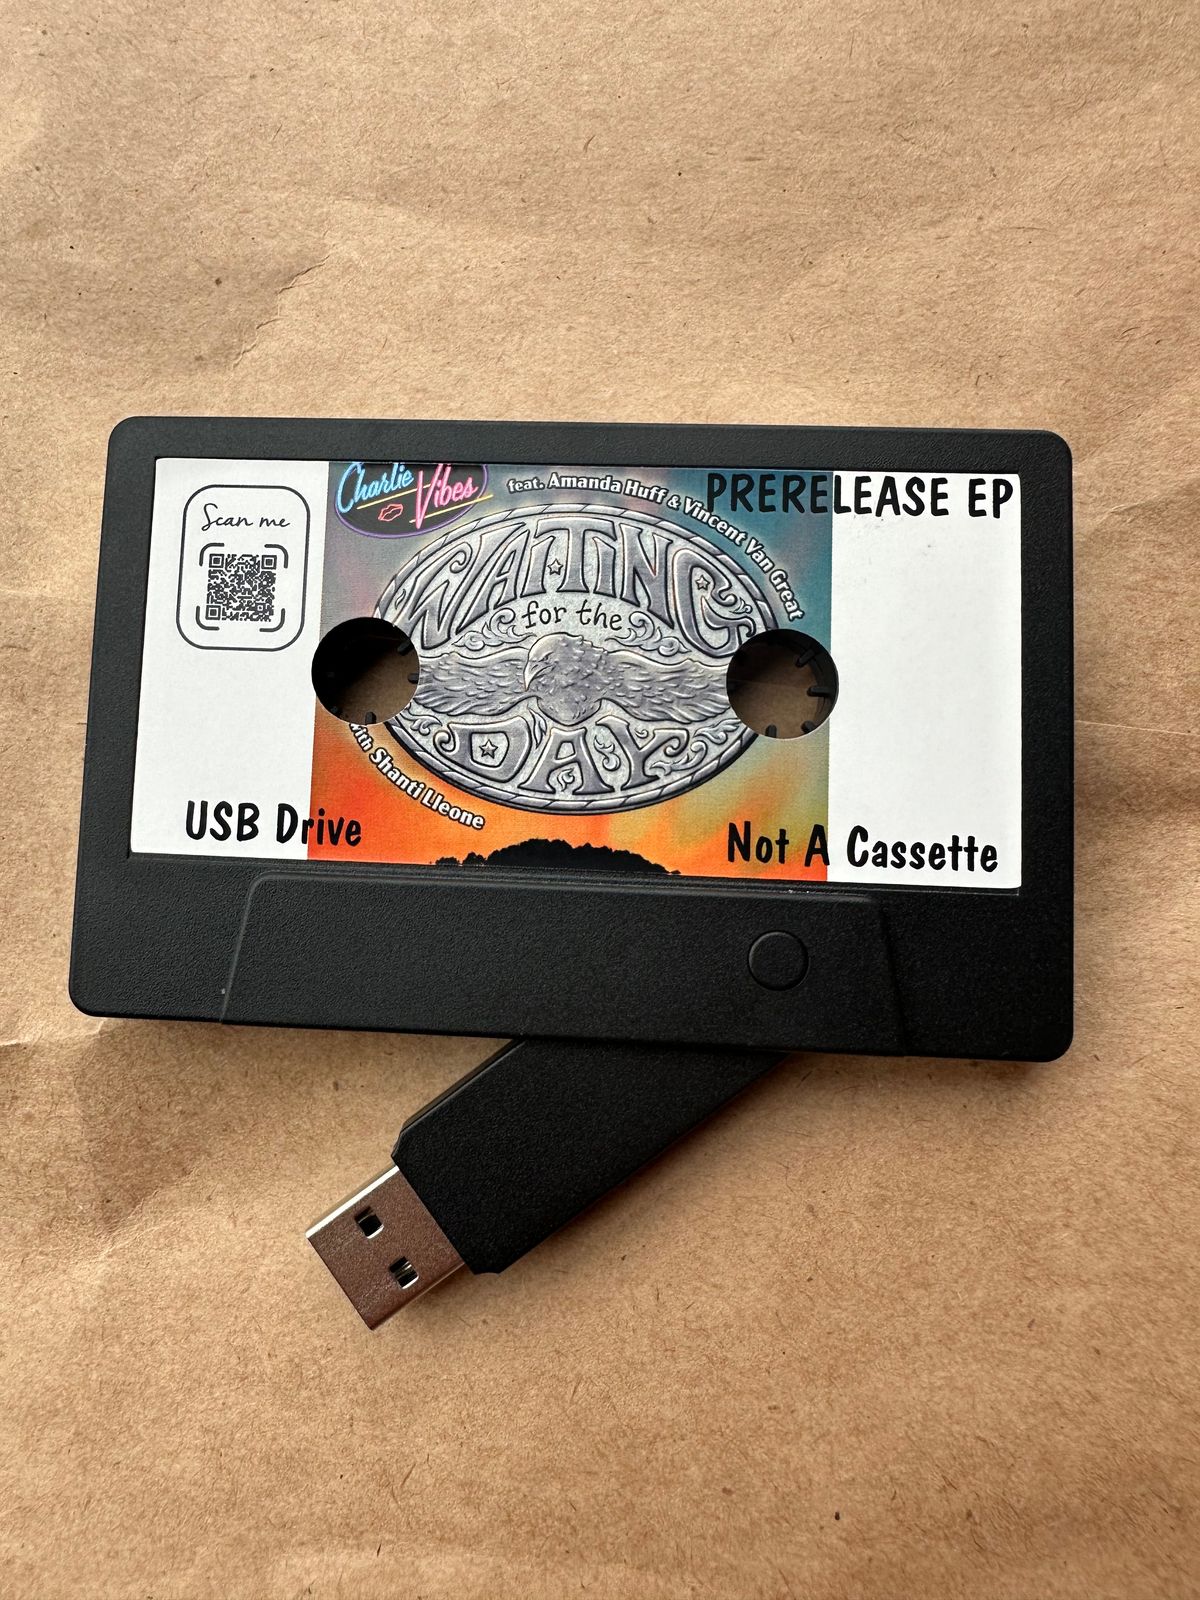 Scan me
Charlie Vibes
feat. Amanda Huff & Vincent Van Great
PRERELEASE EP
WAITING
for the
DAY
with Shanti Lleone
USB Drive
Not A Cassette